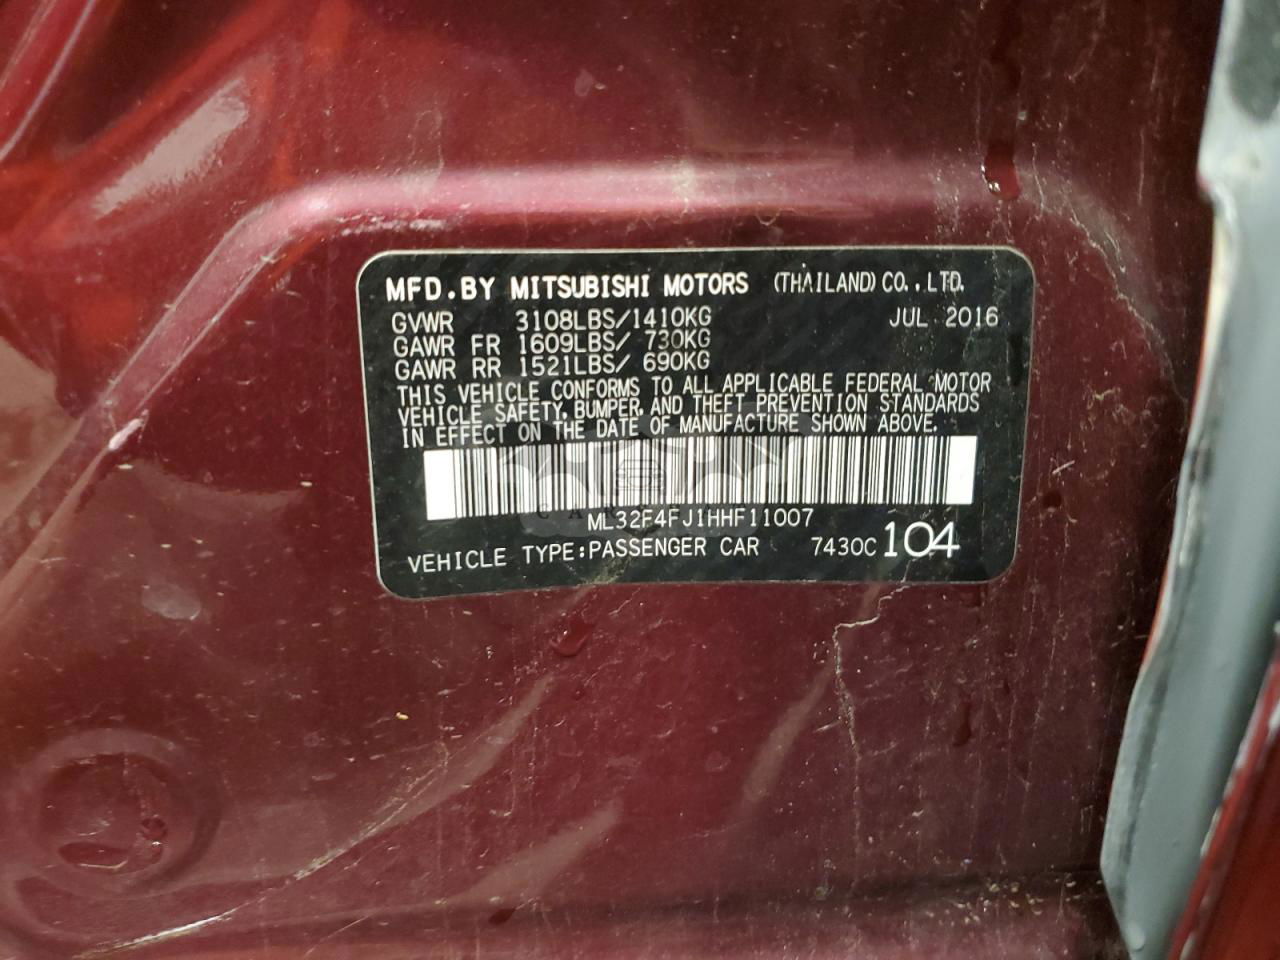 MFD.BY MITSUBISHI MOTORS (THAILAND) CO.,LTD.
GVWR 3108LBS/1410KG JUL 2016
GAWR FR 1609LBS/ 730KG
GAWR RR 1521LBS/ 690KG
THIS VEHICLE CONFORMS TO ALL APPLICABLE FEDERAL MOTOR
VEHICLE SAFETY, BUMPER, AND THEFT PREVENTION STANDARDS
IN EFFECT ON THE DATE OF MANUFACTURE SHOWN ABOVE.
ML32F4FJ1HHF11007
VEHICLE TYPE:PASSENGER CAR 7430C 104